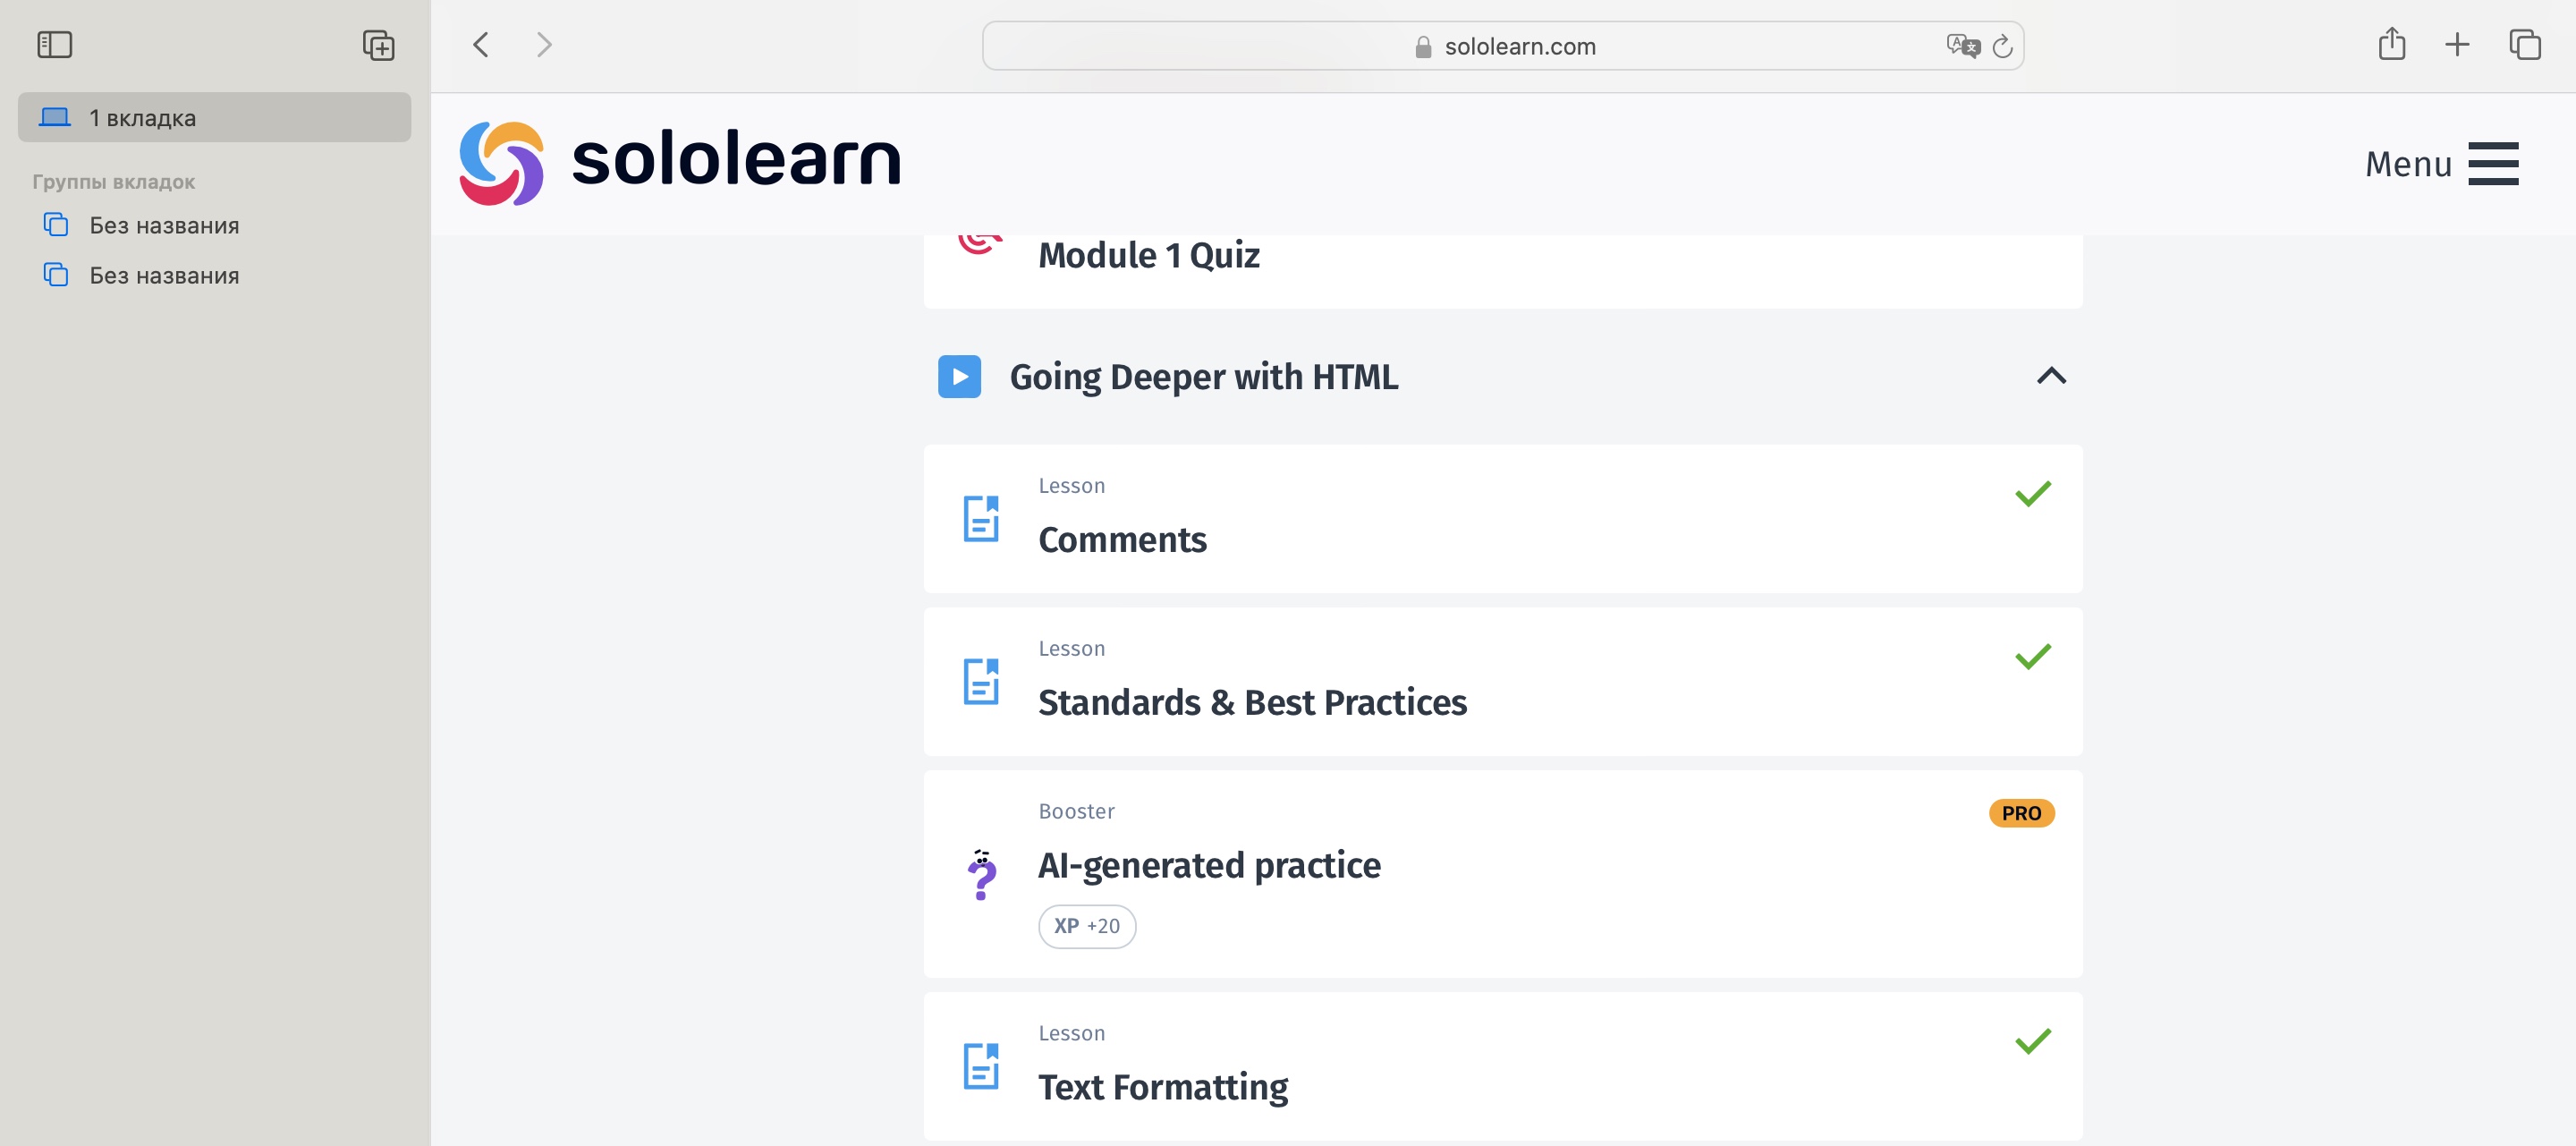 sololearn.com
1 вкладка
Группы вкладок
Без названия
Без названия
sololearn
Menu
Module 1 Quiz
Going Deeper with HTML
Lesson
Comments
Lesson
Standards & Best Practices
Booster
PRO
AI-generated practice
XP +20
Lesson
Text Formatting